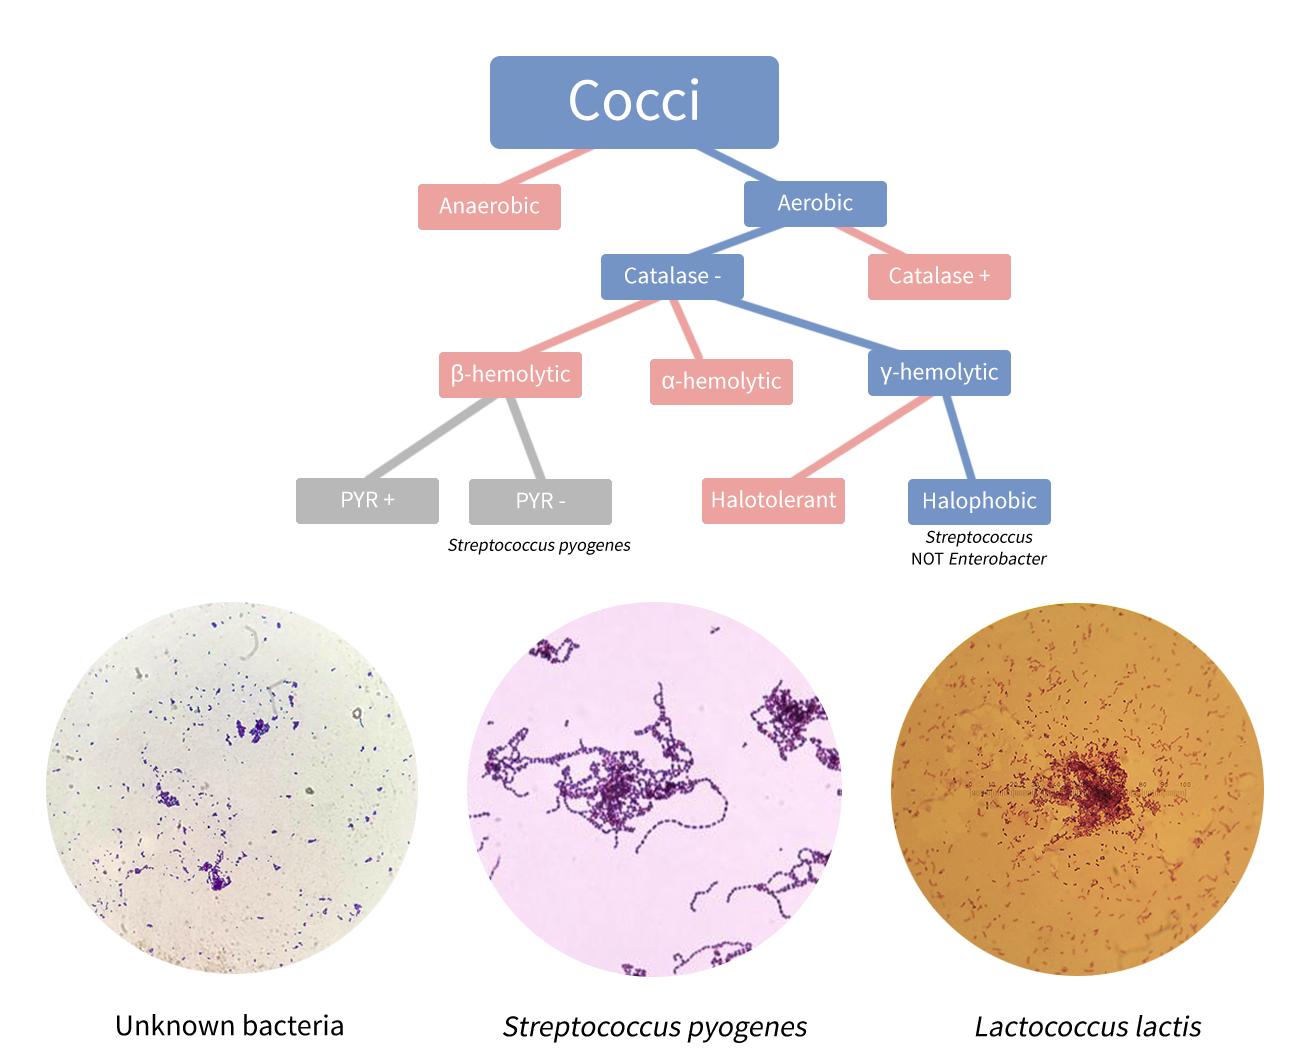 Cocci
Anaerobic
Aerobic
Catalase -
Catalase +
β-hemolytic
α-hemolytic
γ-hemolytic
PYR +
PYR -
Halotolerant
Halophobic
Streptococcus pyogenes
Streptococcus
NOT Enterobacter
Unknown bacteria
Streptococcus pyogenes
Lactococcus lactis